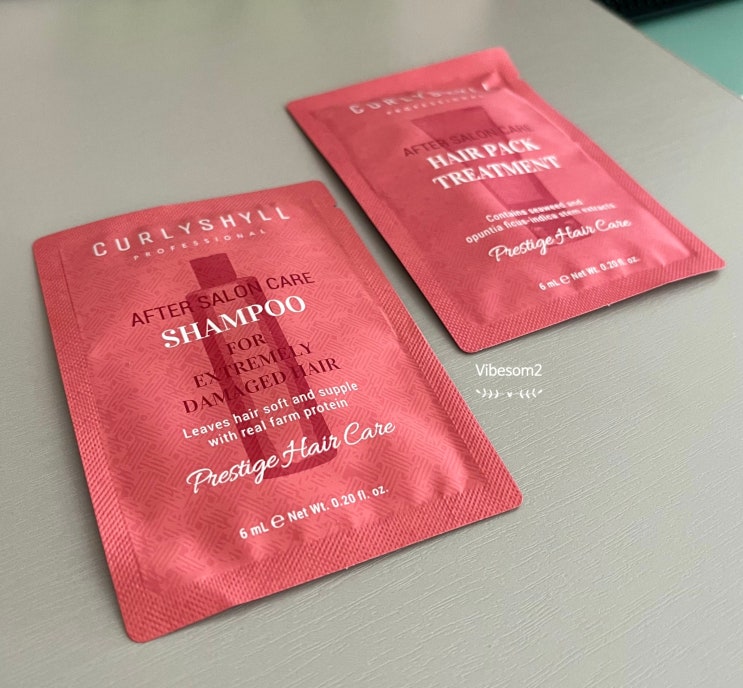 CURLYSHYLL
PROFESSIONAL
AFTER SALON CARE
SHAMPOO
FOR
EXTREMELY
DAMAGED HAIR
Leaves hair soft and supple
with real farm protein
Prestige Hair Care
6 mL ℮ Net Wt. 0.20 fl. oz.
CURLYSHYLL
PROFESSIONAL
AFTER SALON CARE
HAIR PACK
TREATMENT
Contains seaweed and
opuntia ficus-indica stem extracts
Prestige Hair Care
6 mL ℮ Net Wt. 0.20 fl. oz.
Vibesom2